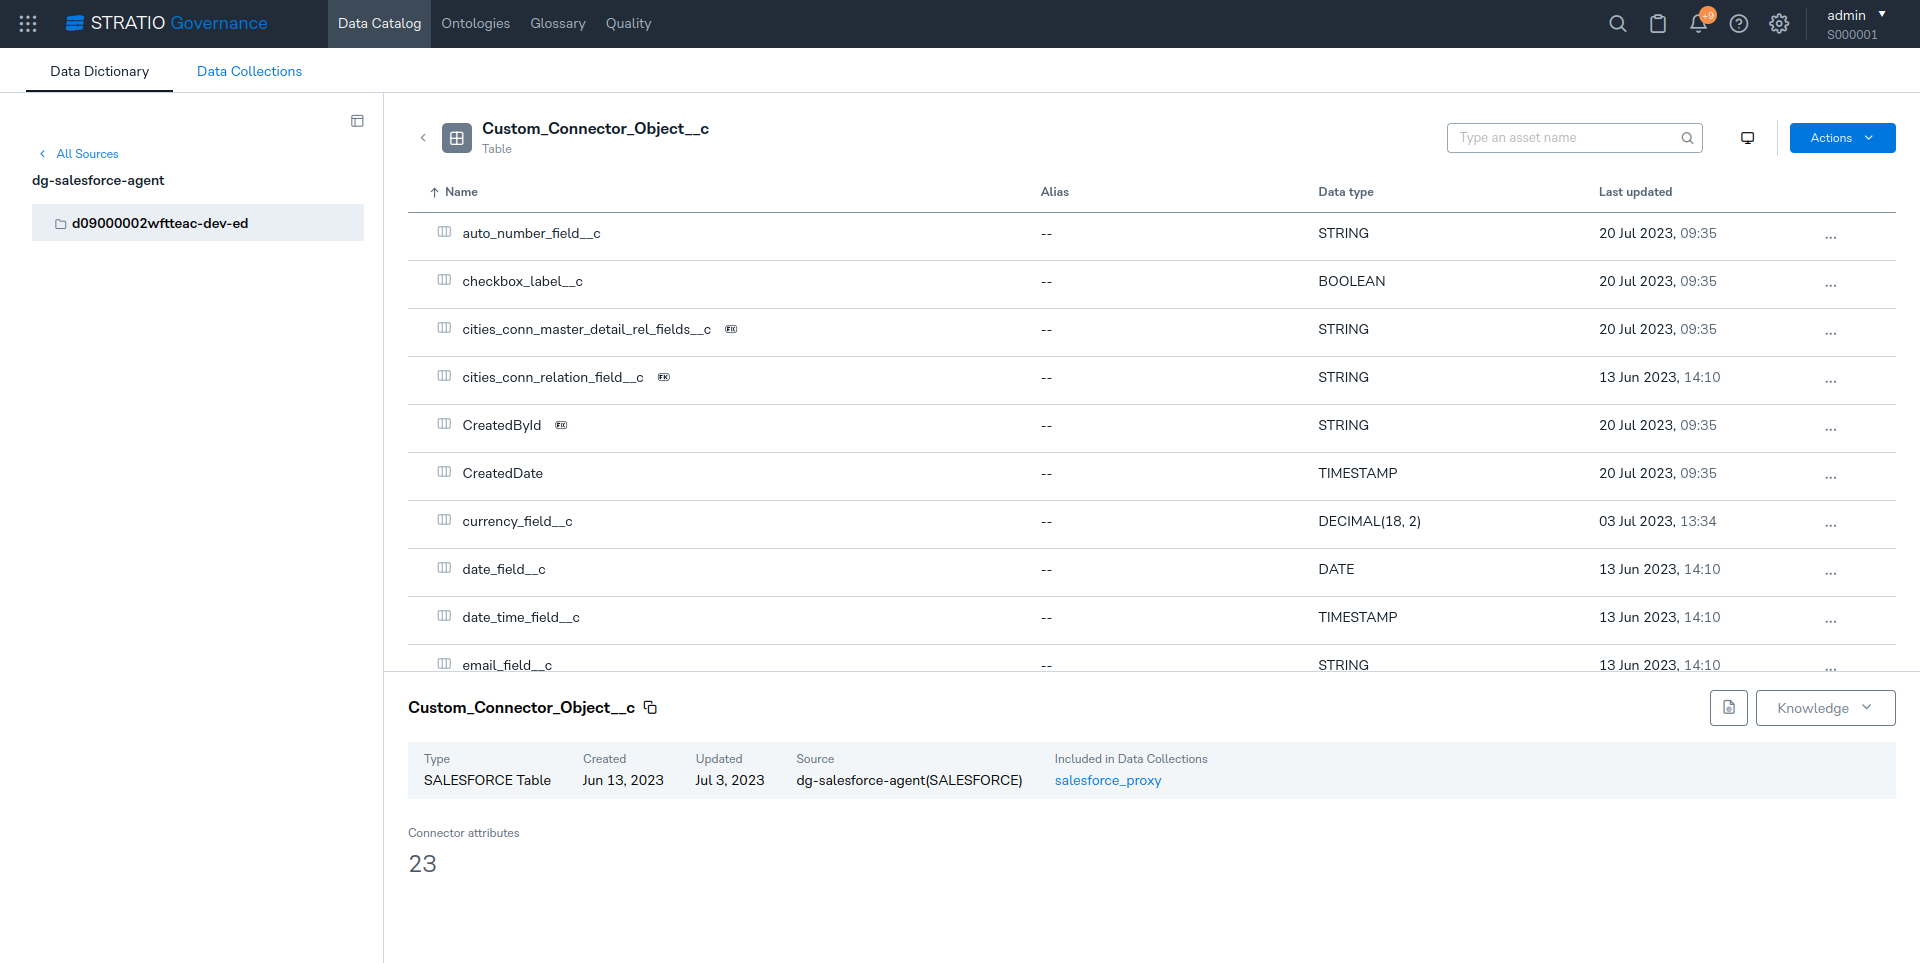 STRATIO Governance
Data Catalog Ontologies Glossary Quality
+9
admin
S000001
Data Dictionary Data Collections
All Sources
dg-salesforce-agent
d09000002wftteac-dev-ed
Custom_Connector_Object__c
Table
Type an asset name
Actions
Name Alias Data type Last updated
auto_number_field__c -- STRING 20 Jul 2023, 09:35 ...
checkbox_label__c -- BOOLEAN 20 Jul 2023, 09:35 ...
cities_conn_master_detail_rel_fields__c FK -- STRING 20 Jul 2023, 09:35 ...
cities_conn_relation_field__c FK -- STRING 13 Jun 2023, 14:10 ...
CreatedById FK -- STRING 20 Jul 2023, 09:35 ...
CreatedDate -- TIMESTAMP 20 Jul 2023, 09:35 ...
currency_field__c -- DECIMAL(18, 2) 03 Jul 2023, 13:34 ...
date_field__c -- DATE 13 Jun 2023, 14:10 ...
date_time_field__c -- TIMESTAMP 13 Jun 2023, 14:10 ...
email_field__c -- STRING 13 Jun 2023, 14:10 ...
Custom_Connector_Object__c
Knowledge
Type Created Updated Source Included in Data Collections
SALESFORCE Table Jun 13, 2023 Jul 3, 2023 dg-salesforce-agent(SALESFORCE) salesforce_proxy
Connector attributes
23